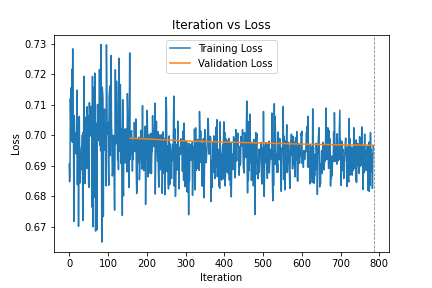 Iteration vs Loss
Training Loss
Validation Loss
0.73
0.72
0.71
0.70
0.69
0.68
0.67
Loss
0 100 200 300 400 500 600 700 800
Iteration